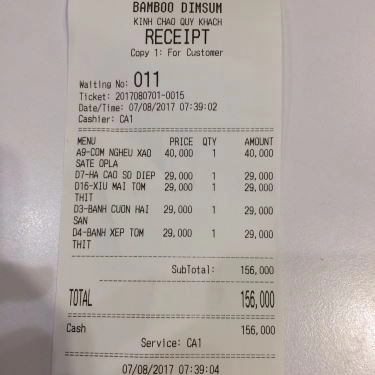 BAMBOO DIMSUM
KINH CHAO QUY KHACH
RECEIPT
Copy 1: For Customer
Waiting No: 011
Ticket: 2017080701-0015
Date/Time: 07/08/2017 07:39:02
Cashier: CA1
MENU PRICE QTY AMOUNT
A9-COM NGHEU XAO 40,000 1 40,000
SATE OPLA
D7-HA CAO SO DIEP 29,000 1 29,000
D16-XIU MAI TOM 29,000 1 29,000
THIT
D3-BANH CUON HAI 29,000 1 29,000
SAN
D4-BANH XEP TOM 29,000 1 29,000
THIT
SubTotal: 156,000
TOTAL 156,000
Cash 156,000
Service: CA1
07/08/2017 07:39:04